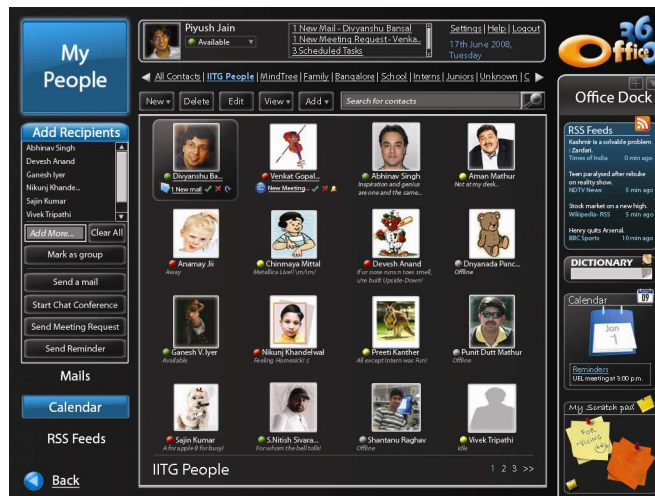 My
People
Piyush Jain
Available
1 New Mail - Divyanshu Bansal
1 New Meeting Request- Venka..
3 Scheduled Tasks
Settings | Help | Logout
17th June 2008,
Tuesday
Office
36
All Contacts | IITG People | MindTree | Family | Bangalore | School | Interns | Juniors | Unknown | C
New
Delete
Edit
View
Add
Search for contacts
Office Dock
Add Recipients
Abhinav Singh
Devesh Anand
Ganesh Iyer
Nikunj Khande...
Sajin Kumar
Vivek Tripathi
Add More...
Clear All
Mark as group
Send a mail
Start Chat Conference
Send Meeting Request
Send Reminder
Mails
Calendar
RSS Feeds
Back
Divyanshu Ba...
1 New mail
Venkat Gopal...
New Meeting...
Abhinav Singh
Inspiration and genius
are one and the same..
Aman Mathur
Not at my desk..
Anamay Jii
Away
Chinmaya Mittal
Metallica Live!!\m/\m/
Devesh Anand
If ur nose runs n toes smell,
u're built Upside-Down!
Dnyanada Panc...
Offline
Ganesh V. Iyer
Available
Nikunj Khandelwal
Feeling Homesick! :(
Preeti Kanther
All except Intern was Fun!
Punit Dutt Mathur
Offline
Sajin Kumar
A for apple B for busy!
S.Nitish Sivara...
For whom the bell tolls!
Shantanu Raghav
Offline
Vivek Tripathi
Idle
IITG People
1 2 3 >>
RSS Feeds
Kashmir is a solvable problem
: Zardari.
Times of India 0 min ago
Teen paralysed after rebuke
on reality show.
NDTV News 5 min ago
Stock market on a new high.
Wikipedia- RSS 5 min ago
Henry quits Arsenal.
BBC Sports 10 min ago
DICTIONARY
Calendar
09
Jan
1
Reminders
UEL meeting at 3:00 p.m.
My Scratch pad
FOR
-VICING